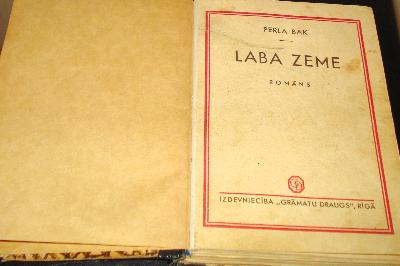 PERLA BAK
LABA ZEME
ROMĀNS
IZDEVNIECĪBA „GRĀMATU DRAUGS", RĪGĀ